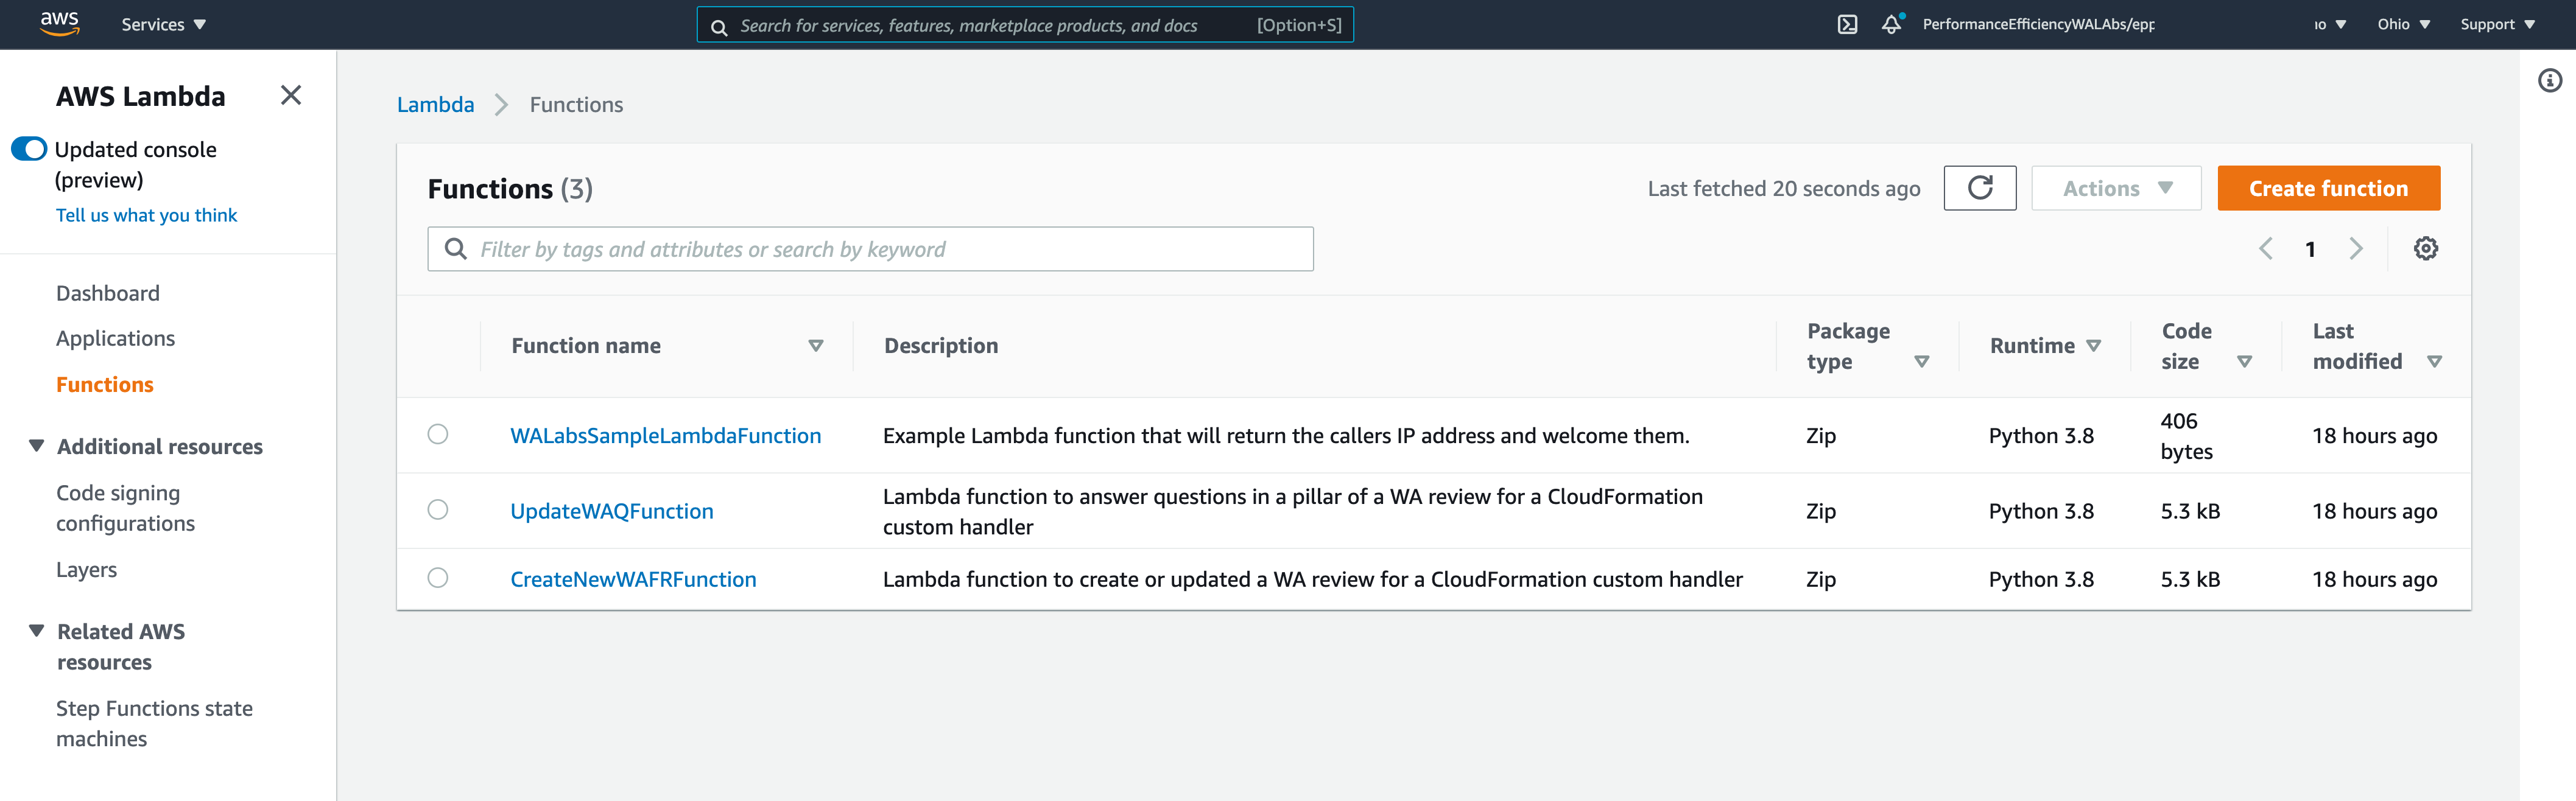 aws
Services
Search for services, features, marketplace products, and docs [Option+S]
PerformanceEfficiencyWALAbs/epp
Ohio
Support
AWS Lambda
Updated console
(preview)
Tell us what you think
Dashboard
Applications
Functions
Additional resources
Code signing
configurations
Layers
Related AWS
resources
Step Functions state
machines
Lambda
Functions
Functions (3)
Last fetched 20 seconds ago
Actions
Create function
Filter by tags and attributes or search by keyword
1
Function name
Description
Package
type
Runtime
Code
size
Last
modified
WALabsSampleLambdaFunction
Example Lambda function that will return the callers IP address and welcome them.
Zip
Python 3.8
406
bytes
18 hours ago
UpdateWAQFunction
Lambda function to answer questions in a pillar of a WA review for a CloudFormation
custom handler
Zip
Python 3.8
5.3 kB
18 hours ago
CreateNewWAFRFunction
Lambda function to create or updated a WA review for a CloudFormation custom handler
Zip
Python 3.8
5.3 kB
18 hours ago